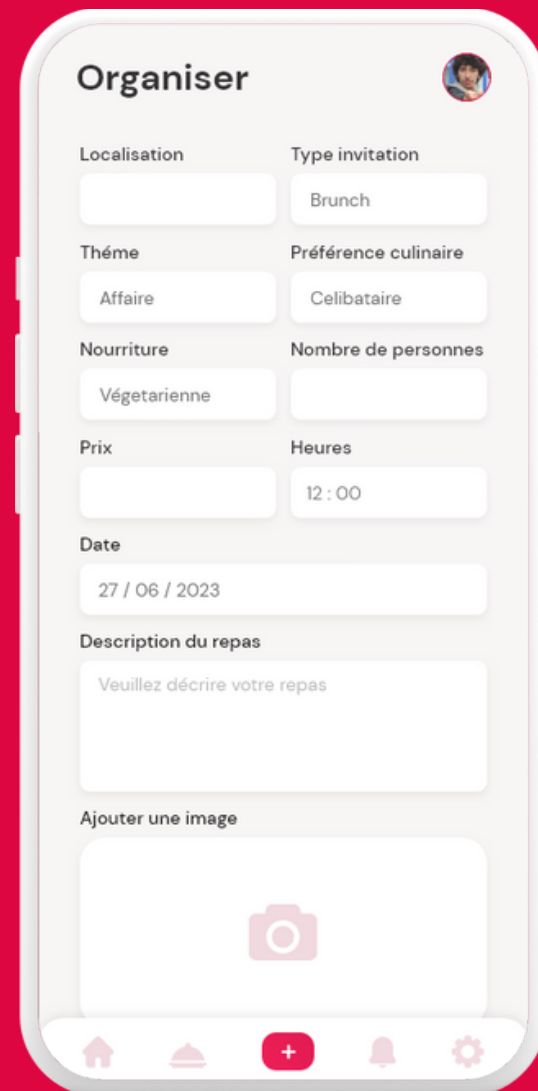 Organiser
Localisation Type invitation
Brunch
Théme Préférence culinaire
Affaire Celibataire
Nourriture Nombre de personnes
Végetarienne
Prix Heures
12 : 00
Date
27 / 06 / 2023
Description du repas
Veuillez décrire votre repas
Ajouter une image
+